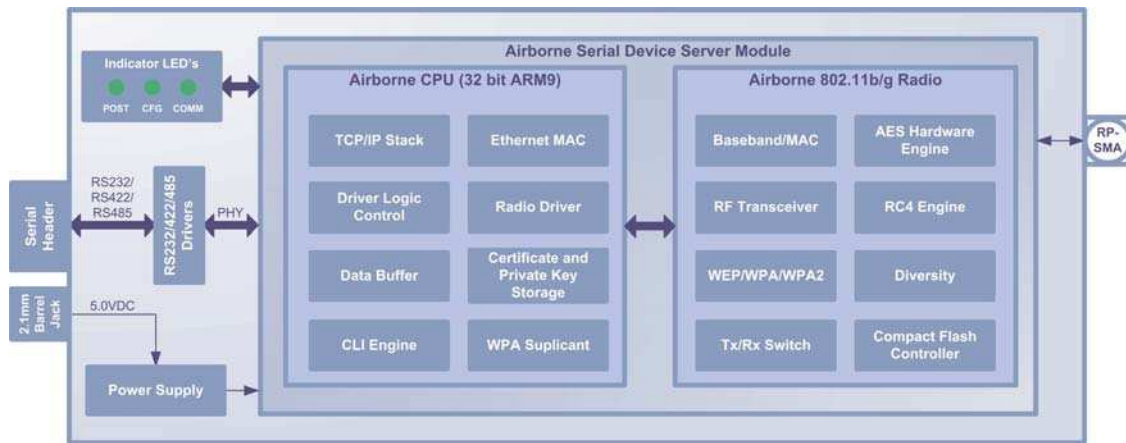 Airborne Serial Device Server Module
Indicator LED's
POST CFG COMM
Airborne CPU (32 bit ARM9)
TCP/IP Stack
Ethernet MAC
Driver Logic
Control
Radio Driver
Data Buffer
Certificate and
Private Key
Storage
CLI Engine
WPA Suplicant
Airborne 802.11b/g Radio
Baseband/MAC
AES Hardware
Engine
RF Transceiver
RC4 Engine
WEP/WPA/WPA2
Diversity
Tx/Rx Switch
Compact Flash
Controller
RP-
SMA
Serial
Header
RS232/
RS422/
RS485
RS232/422/485
Drivers
PHY
2.1mm
Barrel
Jack
5.0VDC
Power Supply